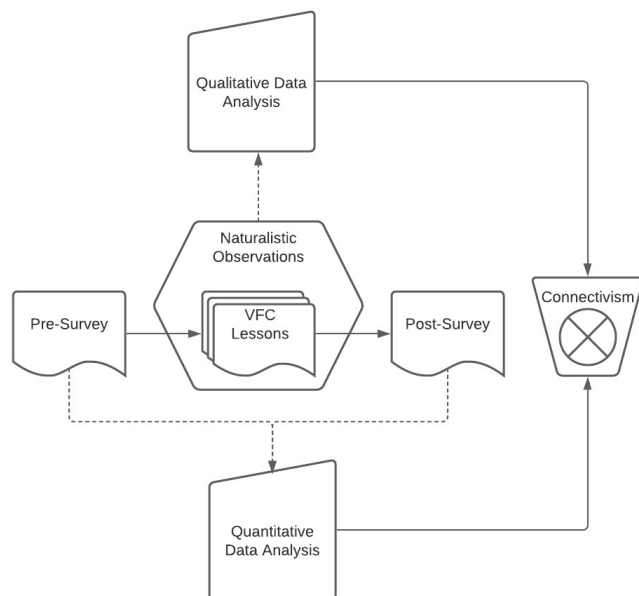 Qualitative Data
Analysis
Naturalistic
Observations
Pre-Survey
VFC
Lessons
Post-Survey
Connectivism
Quantitative
Data Analysis